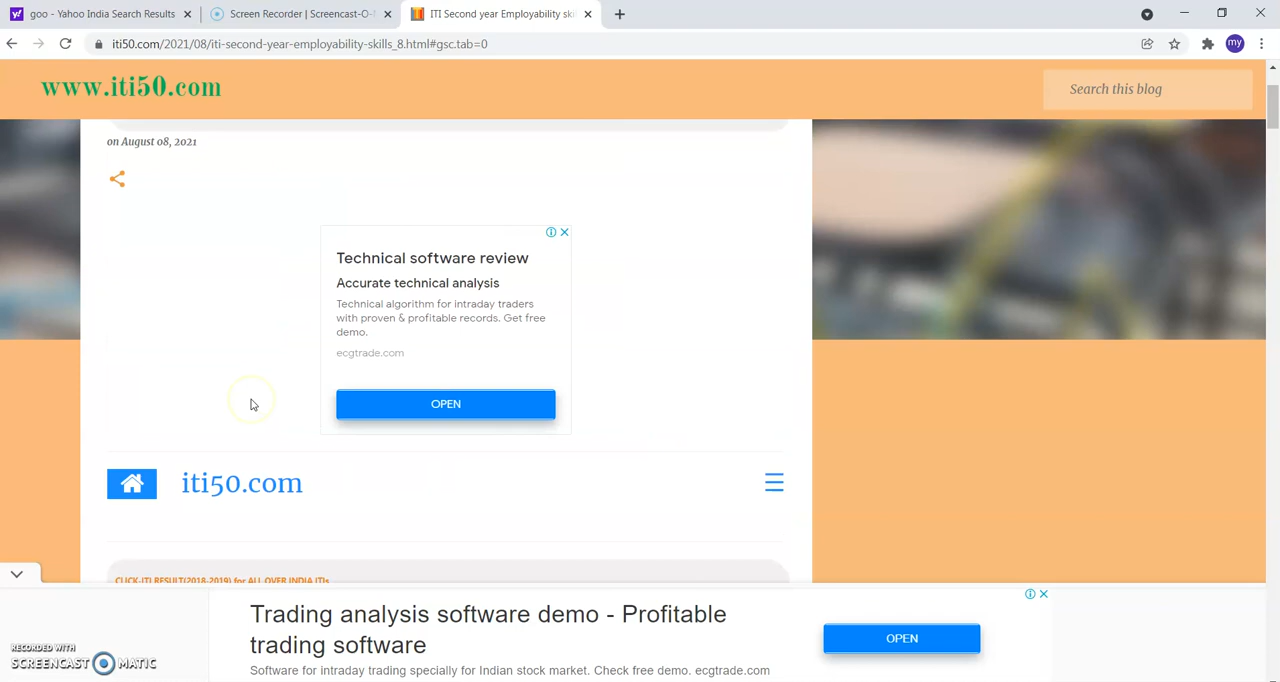 goo - Yahoo India Search Results
Screen Recorder | Screencast-O-
ITI Second year Employability ski
iti50.com/2021/08/iti-second-year-employability-skills_8.html#gsc.tab=0
my
www.iti50.com
Search this blog
on August 08, 2021
Technical software review
Accurate technical analysis
Technical algorithm for intraday traders
with proven & profitable records. Get free
demo.
ecgtrade.com
OPEN
iti50.com
CLICK-ITI RESULT(2018-2019) for ALL OVER INDIA ITIs
Trading analysis software demo - Profitable
trading software
OPEN
Software for intraday trading specially for Indian stock market. Check free demo. ecgtrade.com
RECORDED WITH
SCREENCAST MATIC